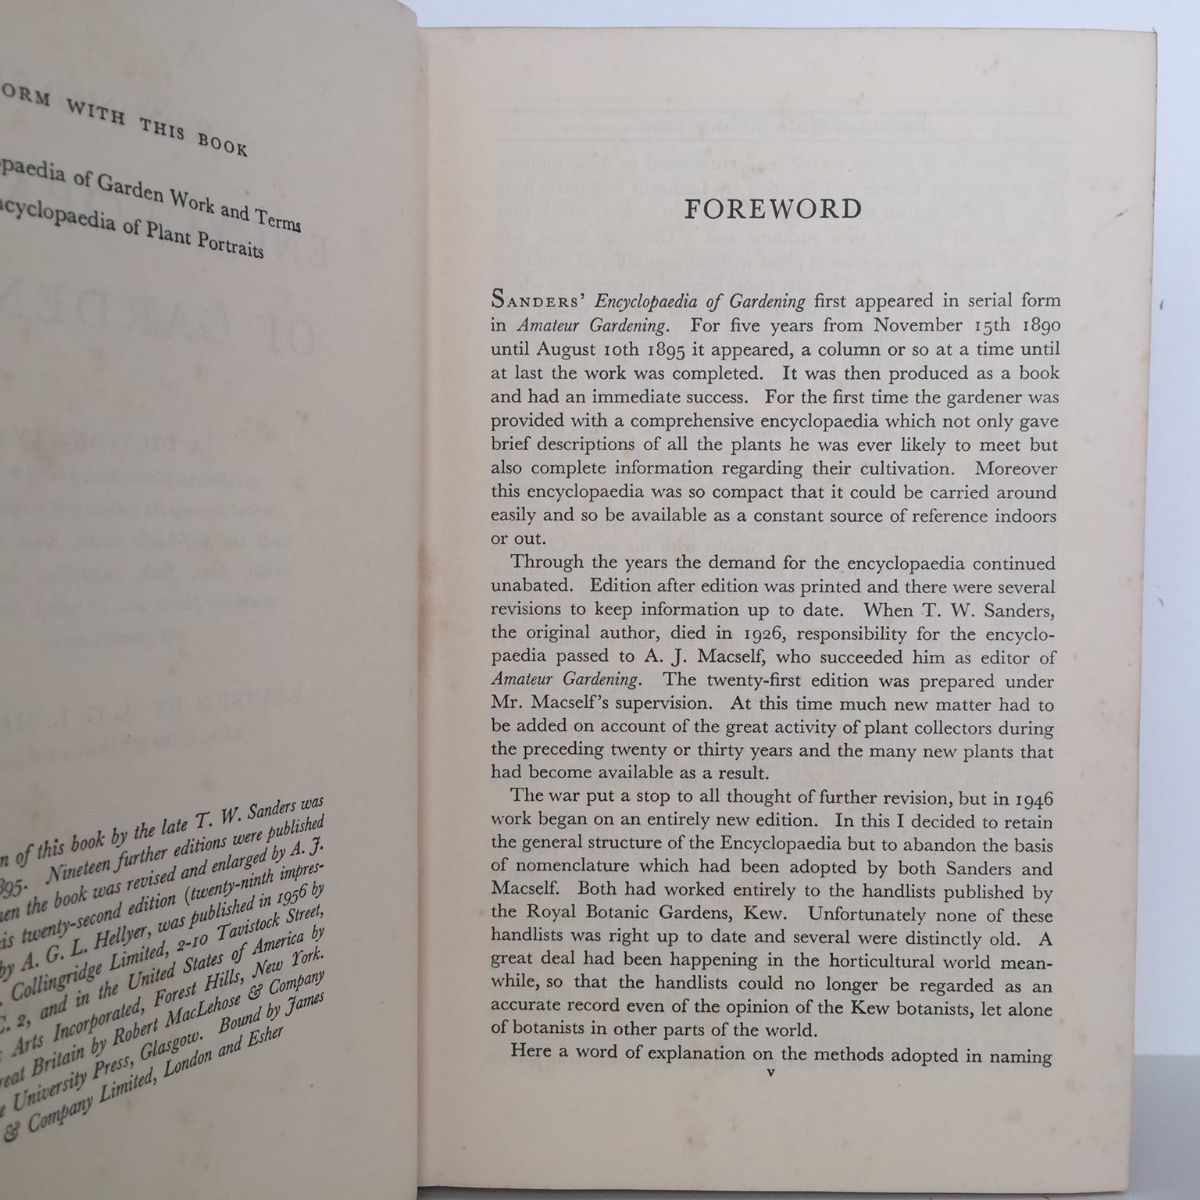 ORM WITH THIS BOOK
paedia of Garden Work and Terms
cyclopaedia of Plant Portraits
n of this book by the late T. W. Sanders was
895. Nineteen further editions were published
en the book was revised and enlarged by A. J.
is twenty-second edition (twenty-ninth impres-
by A. G. L. Hellyer, was published in 1956 by
. Collingridge Limited, 2-10 Tavistock Street,
C. 2, and in the United States of America by
Arts Incorporated, Forest Hills, New York.
reat Britain by Robert MacLehose & Company
e University Press, Glasgow. Bound by James
& Company Limited, London and Esher
FOREWORD
SANDERS' Encyclopaedia of Gardening first appeared in serial form
in Amateur Gardening. For five years from November 15th 1890
until August 10th 1895 it appeared, a column or so at a time until
at last the work was completed. It was then produced as a book
and had an immediate success. For the first time the gardener was
provided with a comprehensive encyclopaedia which not only gave
brief descriptions of all the plants he was ever likely to meet but
also complete information regarding their cultivation. Moreover
this encyclopaedia was so compact that it could be carried around
easily and so be available as a constant source of reference indoors
or out.
Through the years the demand for the encyclopaedia continued
unabated. Edition after edition was printed and there were several
revisions to keep information up to date. When T. W. Sanders,
the original author, died in 1926, responsibility for the encyclo-
paedia passed to A. J. Macself, who succeeded him as editor of
Amateur Gardening. The twenty-first edition was prepared under
Mr. Macself's supervision. At this time much new matter had to
be added on account of the great activity of plant collectors during
the preceding twenty or thirty years and the many new plants that
had become available as a result.
The war put a stop to all thought of further revision, but in 1946
work began on an entirely new edition. In this I decided to retain
the general structure of the Encyclopaedia but to abandon the basis
of nomenclature which had been adopted by both Sanders and
Macself. Both had worked entirely to the handlists published by
the Royal Botanic Gardens, Kew. Unfortunately none of these
handlists was right up to date and several were distinctly old. A
great deal had been happening in the horticultural world mean-
while, so that the handlists could no longer be regarded as an
accurate record even of the opinion of the Kew botanists, let alone
of botanists in other parts of the world.
Here a word of explanation on the methods adopted in naming
v